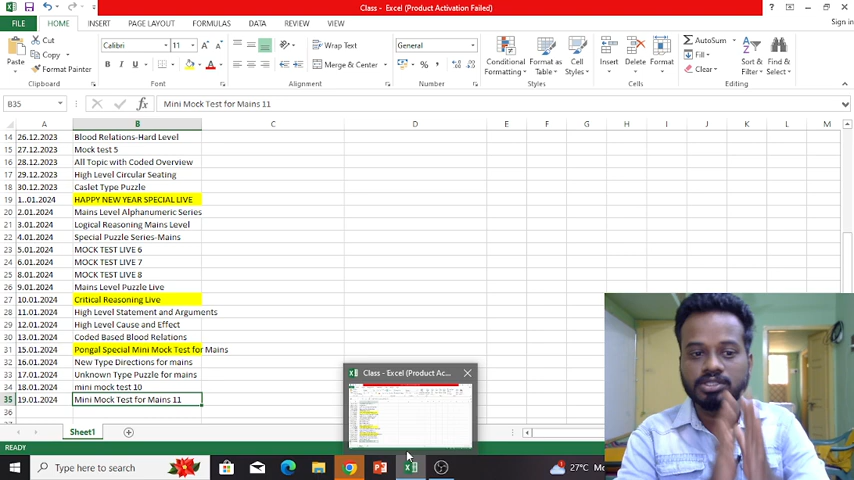 Class - Excel (Product Activation Failed)
Sign in
FILE HOME INSERT PAGE LAYOUT FORMULAS DATA REVIEW VIEW
Paste
Cut
Copy
Format Painter
Clipboard
Calibri 11
B I U
Font
Wrap Text
Merge & Center
Alignment
General
Number
Conditional Formatting
Format as Table
Cell Styles
Styles
Insert Delete Format
Cells
AutoSum
Fill
Clear
Sort & Filter
Find & Select
Editing
B35 fx Mini Mock Test for Mains 11
A B C D E F G H I J K L M
14 26.12.2023 Blood Relations-Hard Level
15 27.12.2023 Mock test 5
16 28.12.2023 All Topic with Coded Overview
17 29.12.2023 High Level Circular Seating
18 30.12.2023 Caslet Type Puzzle
19 1..01.2024 HAPPY NEW YEAR SPECIAL LIVE
20 2.01.2024 Mains Level Alphanumeric Series
21 3.01.2024 Logical Reasoning Mains Level
22 4.01.2024 Special Puzzle Series-Mains
23 5.01.2024 MOCK TEST LIVE 6
24 6.01.2024 MOCK TEST LIVE 7
25 8.01.2024 MOCK TEST LIVE 8
26 9.01.2024 Mains Level Puzzle Live
27 10.01.2024 Critical Reasoning Live
28 11.01.2024 High Level Statement and Arguments
29 12.01.2024 High Level Cause and Effect
30 13.01.2024 Coded Based Blood Relations
31 15.01.2024 Pongal Special Mini Mock Test for Mains
32 16.01.2024 New Type Directions for mains
33 17.01.2024 Unknown Type Puzzle for mains
34 18.01.2024 mini mock test 10
35 19.01.2024 Mini Mock Test for Mains 11
36
Class - Excel (Product Ac...
Sheet1
READY
Type here to search
27°C